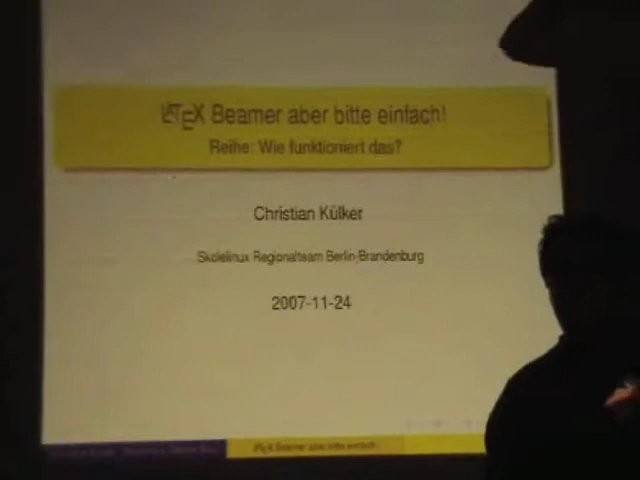 LATEX Beamer aber bitte einfach!
Reihe: Wie funktioniert das?
Christian Külker
Skolelinux Regionalteam Berlin-Brandenburg
2007-11-24
LATEX Beamer aber bitte einfach!